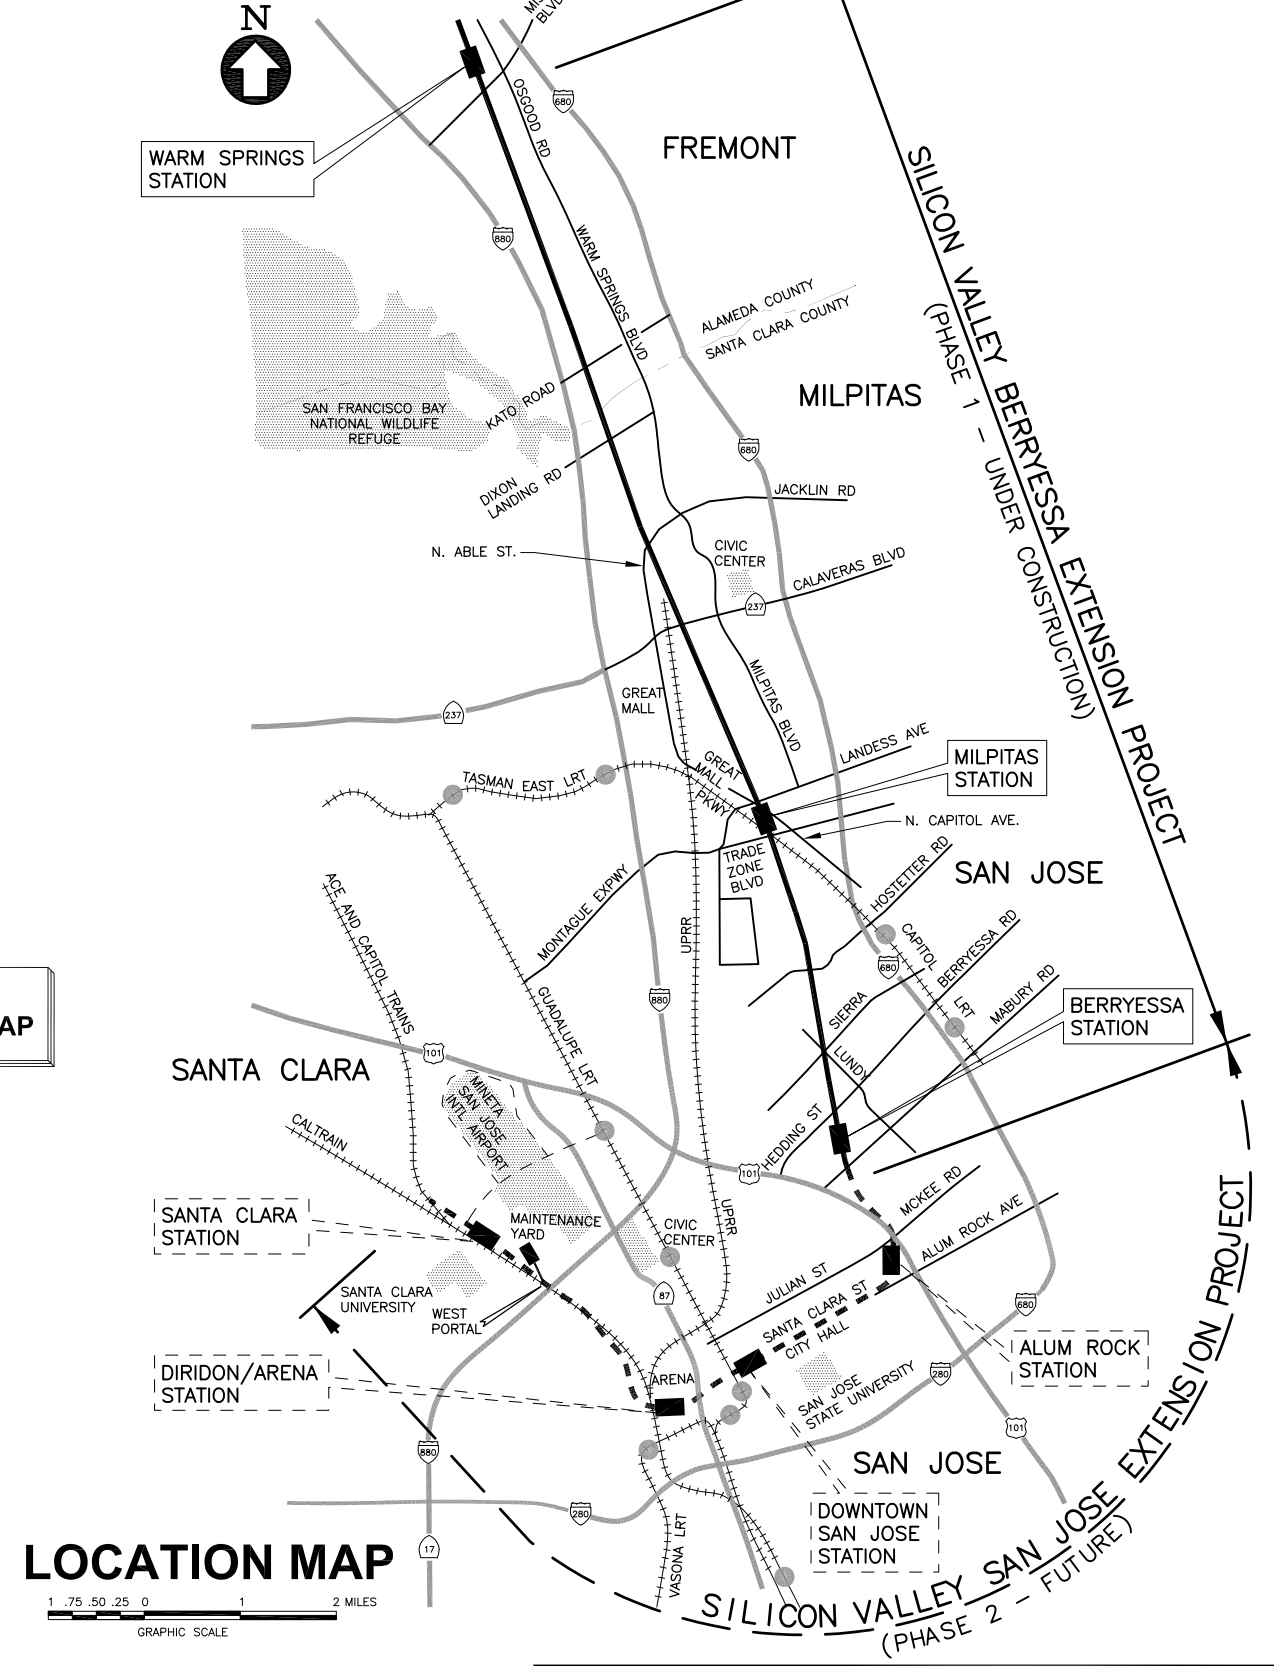 N
WARM SPRINGS
STATION
BLVD
OSGOOD RD
680
FREMONT
880
WARM SPRINGS BLVD
SAN FRANCISCO BAY
NATIONAL WILDLIFE
REFUGE
ALAMEDA COUNTY
SANTA CLARA COUNTY
KATO ROAD
MILPITAS
680
DIXON
LANDING RD
JACKLIN RD
N. ABLE ST.
CIVIC
CENTER
CALAVERAS BLVD
237
SILICON VALLEY BERRYESSA EXTENSION PROJECT
(PHASE 1 - UNDER CONSTRUCTION)
GREAT
MALL
MILPITAS BLVD
237
LANDESS AVE
GREAT
MALL
PKWY
MILPITAS
STATION
TASMAN EAST LRT
N. CAPITOL AVE.
TRADE
ZONE
BLVD
HOSTETTER RD
SAN JOSE
ACE AND CAPITOL TRAINS
MONTAGUE EXPWY
UPRR
CAPITOL
LRT
BERRYESSA RD
680
MABURY RD
AP
GUADALUPE LRT
880
SIERRA
BERRYESSA
STATION
101
LUNDY
SANTA CLARA
MINETA
SAN JOSE
INTL AIRPORT
CALTRAIN
HEDDING ST
101
MCKEE RD
ALUM ROCK AVE
SANTA CLARA
STATION
MAINTENANCE
YARD
CIVIC
CENTER
UPRR
SANTA CLARA
UNIVERSITY
WEST
PORTAL
87
JULIAN ST
SANTA CLARA ST
CITY HALL
680
ALUM ROCK
STATION
DIRIDON/ARENA
STATION
ARENA
SAN JOSE
STATE UNIVERSITY
280
101
880
SAN JOSE
280
DOWNTOWN
SAN JOSE
STATION
17
VASONA LRT
SILICON VALLEY SAN JOSE EXTENSION PROJECT
(PHASE 2 - FUTURE)
LOCATION MAP
1 .75 .50 .25 0 1 2 MILES
GRAPHIC SCALE